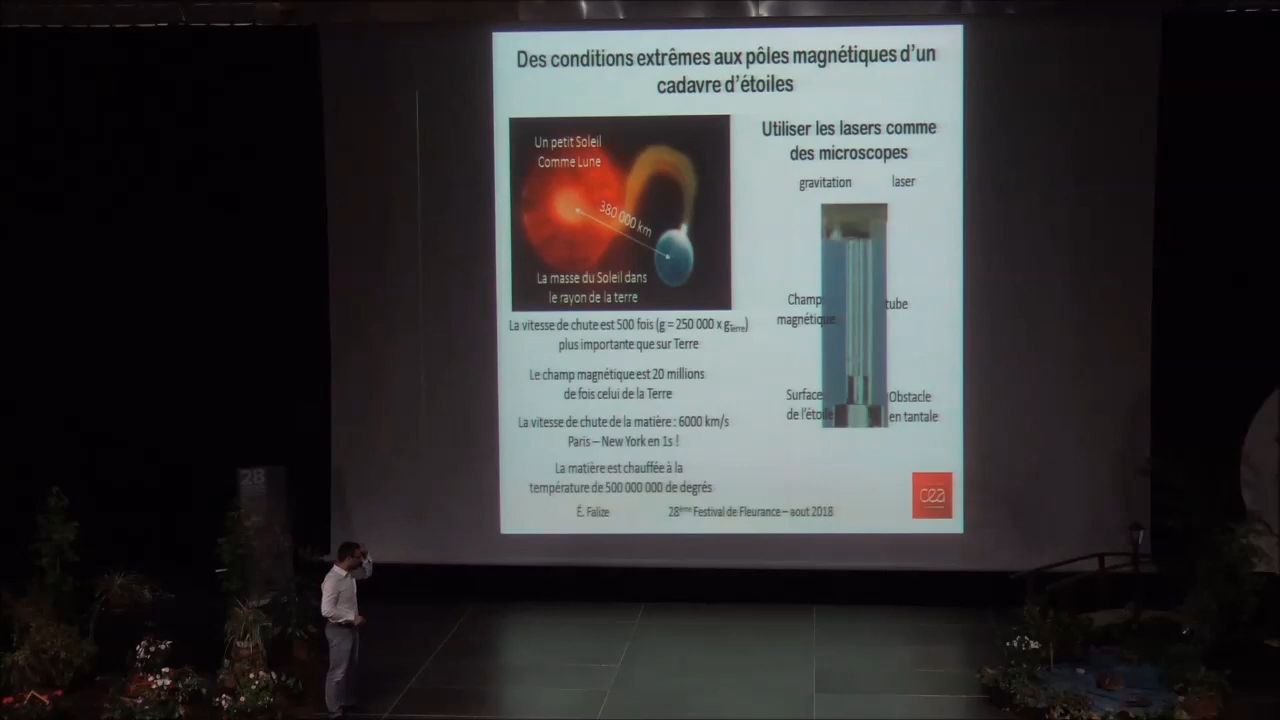 Des conditions extrêmes aux pôles magnétiques d'un
cadavre d'étoiles
Un petit Soleil
Comme Lune
380 000 km
La masse du Soleil dans
le rayon de la terre
La vitesse de chute est 500 fois (g = 250 000 x gTerre)
plus importante que sur Terre
Le champ magnétique est 20 millions
de fois celui de la Terre
La vitesse de chute de la matière : 6000 km/s
Paris – New York en 1s !
La matière est chauffée à la
température de 500 000 000 de degrés
Utiliser les lasers comme
des microscopes
gravitation laser
Champ
magnétique
tube
Surface
de l'étoile
Obstacle
en tantale
cea
É. Falize 28ème Festival de Fleurance – aout 2018
28